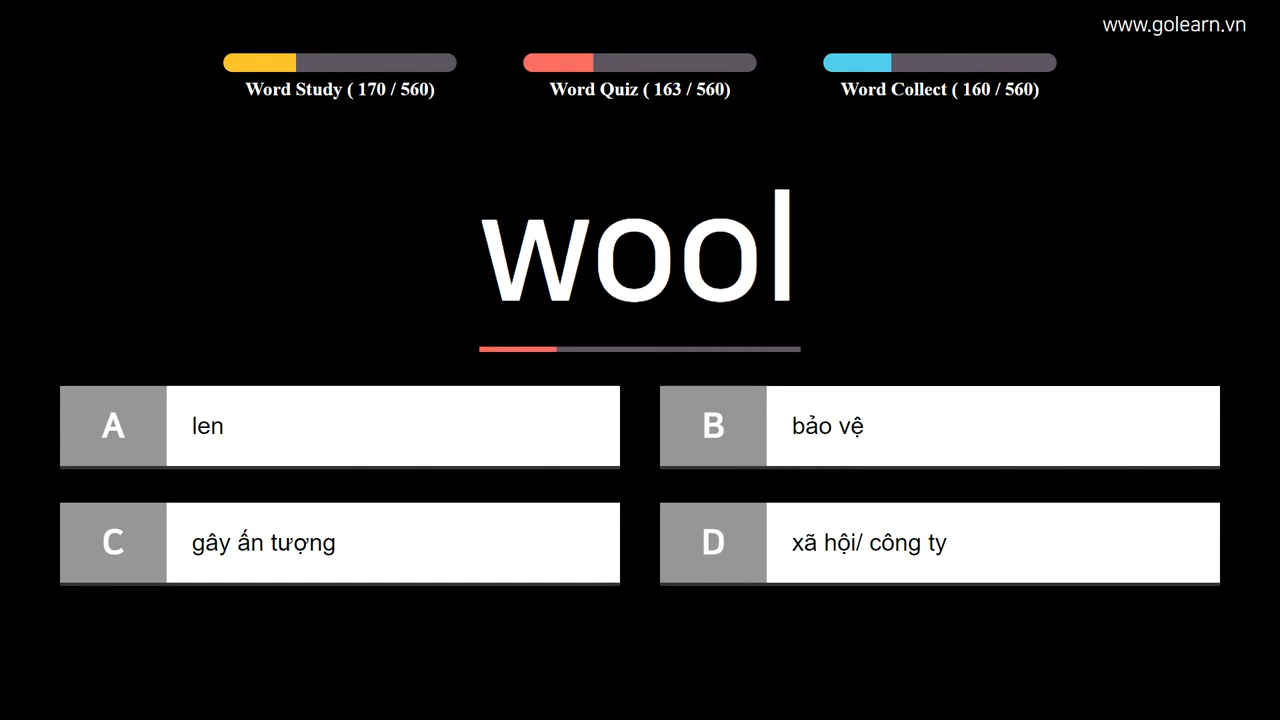 www.golearn.vn
Word Study ( 170 / 560)
Word Quiz ( 163 / 560)
Word Collect ( 160 / 560)
wool
A len
B bảo vệ
C gây ấn tượng
D xã hội/ công ty